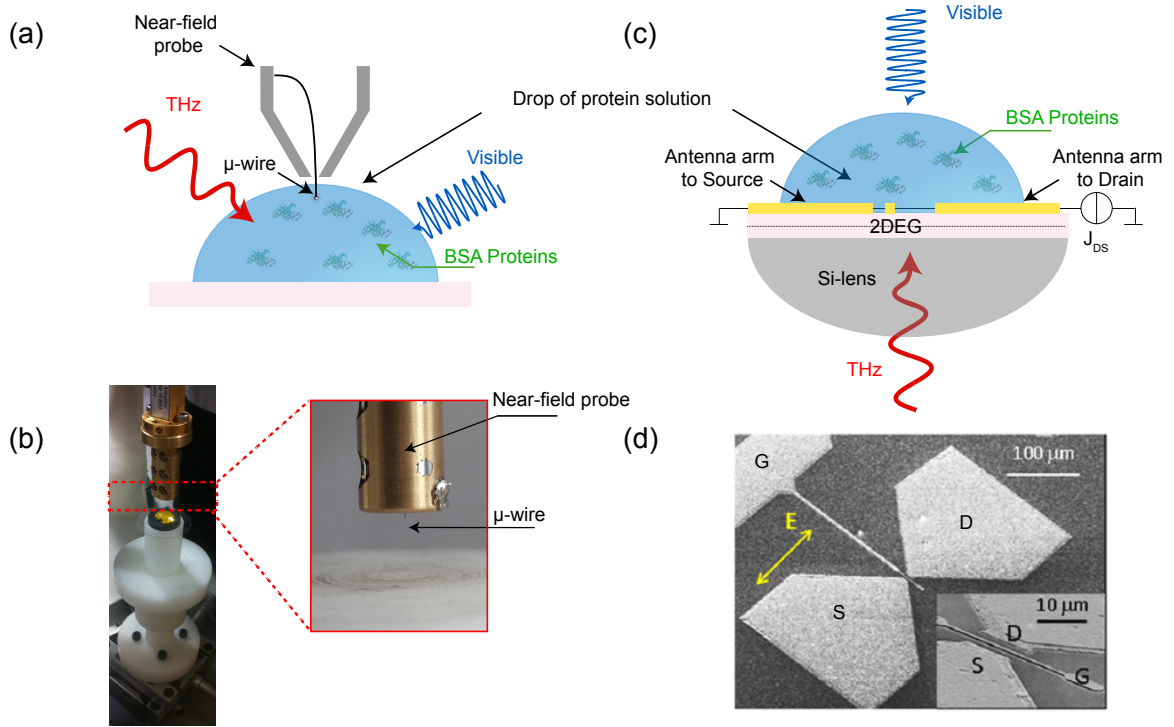 (a)
Near-field
probe
THz
μ-wire
Drop of protein solution
Visible
BSA Proteins
(c)
Visible
BSA Proteins
Antenna arm
to Source
Antenna arm
to Drain
2DEG
J_DS
Si-lens
THz
(b)
Near-field probe
μ-wire
(d)
100 μm
G
D
E
S
10 μm
D
S
G